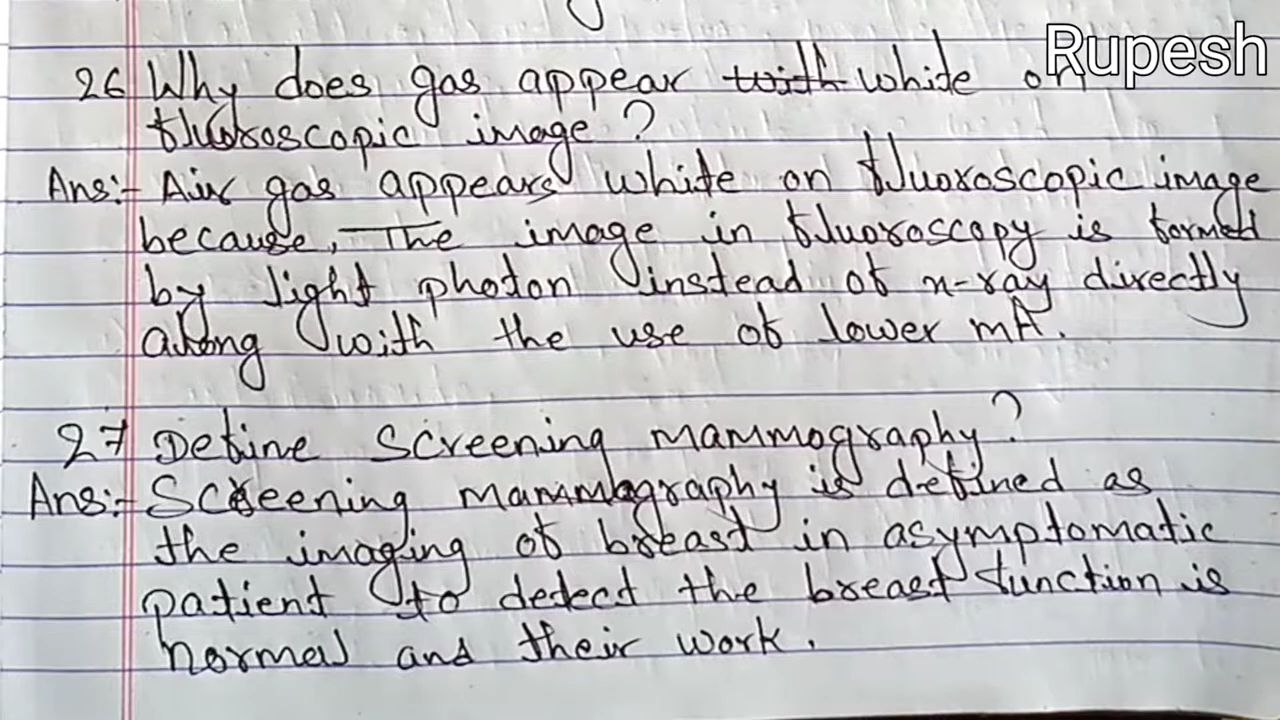 Rupesh
26 Why does gas appear with white on
fluoroscopic image ?
Ans:- Air gas appears white on fluoroscopic image
because, The image in fluoroscopy is formed
by light photon instead of x-ray directly
along with the use of lower mA.
27 Define Screening mammography?
Ans:- Screening mammography is defined as
the imaging of breast in asymptomatic
patient to detect the breast function is
normal and their work.